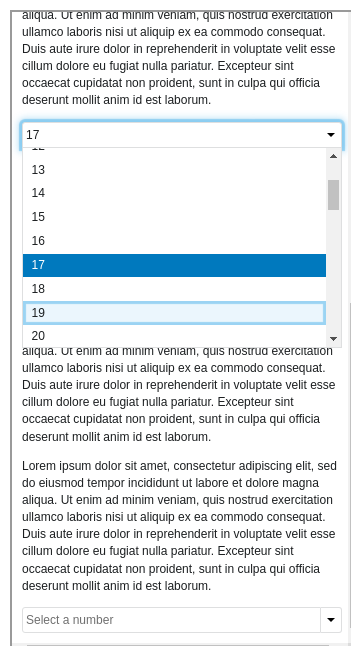 aliqua. Ut enim ad minim veniam, quis nostrud exercitation
ullamco laboris nisi ut aliquip ex ea commodo consequat.
Duis aute irure dolor in reprehenderit in voluptate velit esse
cillum dolore eu fugiat nulla pariatur. Excepteur sint
occaecat cupidatat non proident, sunt in culpa qui officia
deserunt mollit anim id est laborum.
17
12
13
14
15
16
17
18
19
20
aliqua. Ut enim ad minim veniam, quis nostrud exercitation
ullamco laboris nisi ut aliquip ex ea commodo consequat.
Duis aute irure dolor in reprehenderit in voluptate velit esse
cillum dolore eu fugiat nulla pariatur. Excepteur sint
occaecat cupidatat non proident, sunt in culpa qui officia
deserunt mollit anim id est laborum.
Lorem ipsum dolor sit amet, consectetur adipiscing elit, sed
do eiusmod tempor incididunt ut labore et dolore magna
aliqua. Ut enim ad minim veniam, quis nostrud exercitation
ullamco laboris nisi ut aliquip ex ea commodo consequat.
Duis aute irure dolor in reprehenderit in voluptate velit esse
cillum dolore eu fugiat nulla pariatur. Excepteur sint
occaecat cupidatat non proident, sunt in culpa qui officia
deserunt mollit anim id est laborum.
Select a number